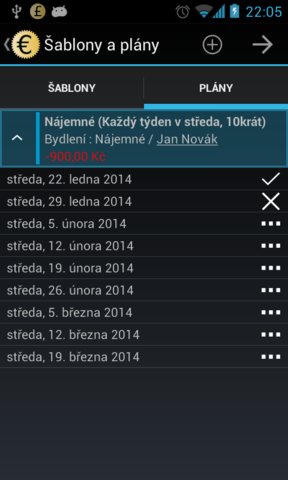 22:05
Šablony a plány
ŠABLONY
PLÁNY
Nájemné (Každý týden v středa, 10krát)
Bydlení : Nájemné / Jan Novák
-900,00 Kč
středa, 22. ledna 2014
středa, 29. ledna 2014
středa, 5. února 2014
středa, 12. února 2014
středa, 19. února 2014
středa, 26. února 2014
středa, 5. března 2014
středa, 12. března 2014
středa, 19. března 2014